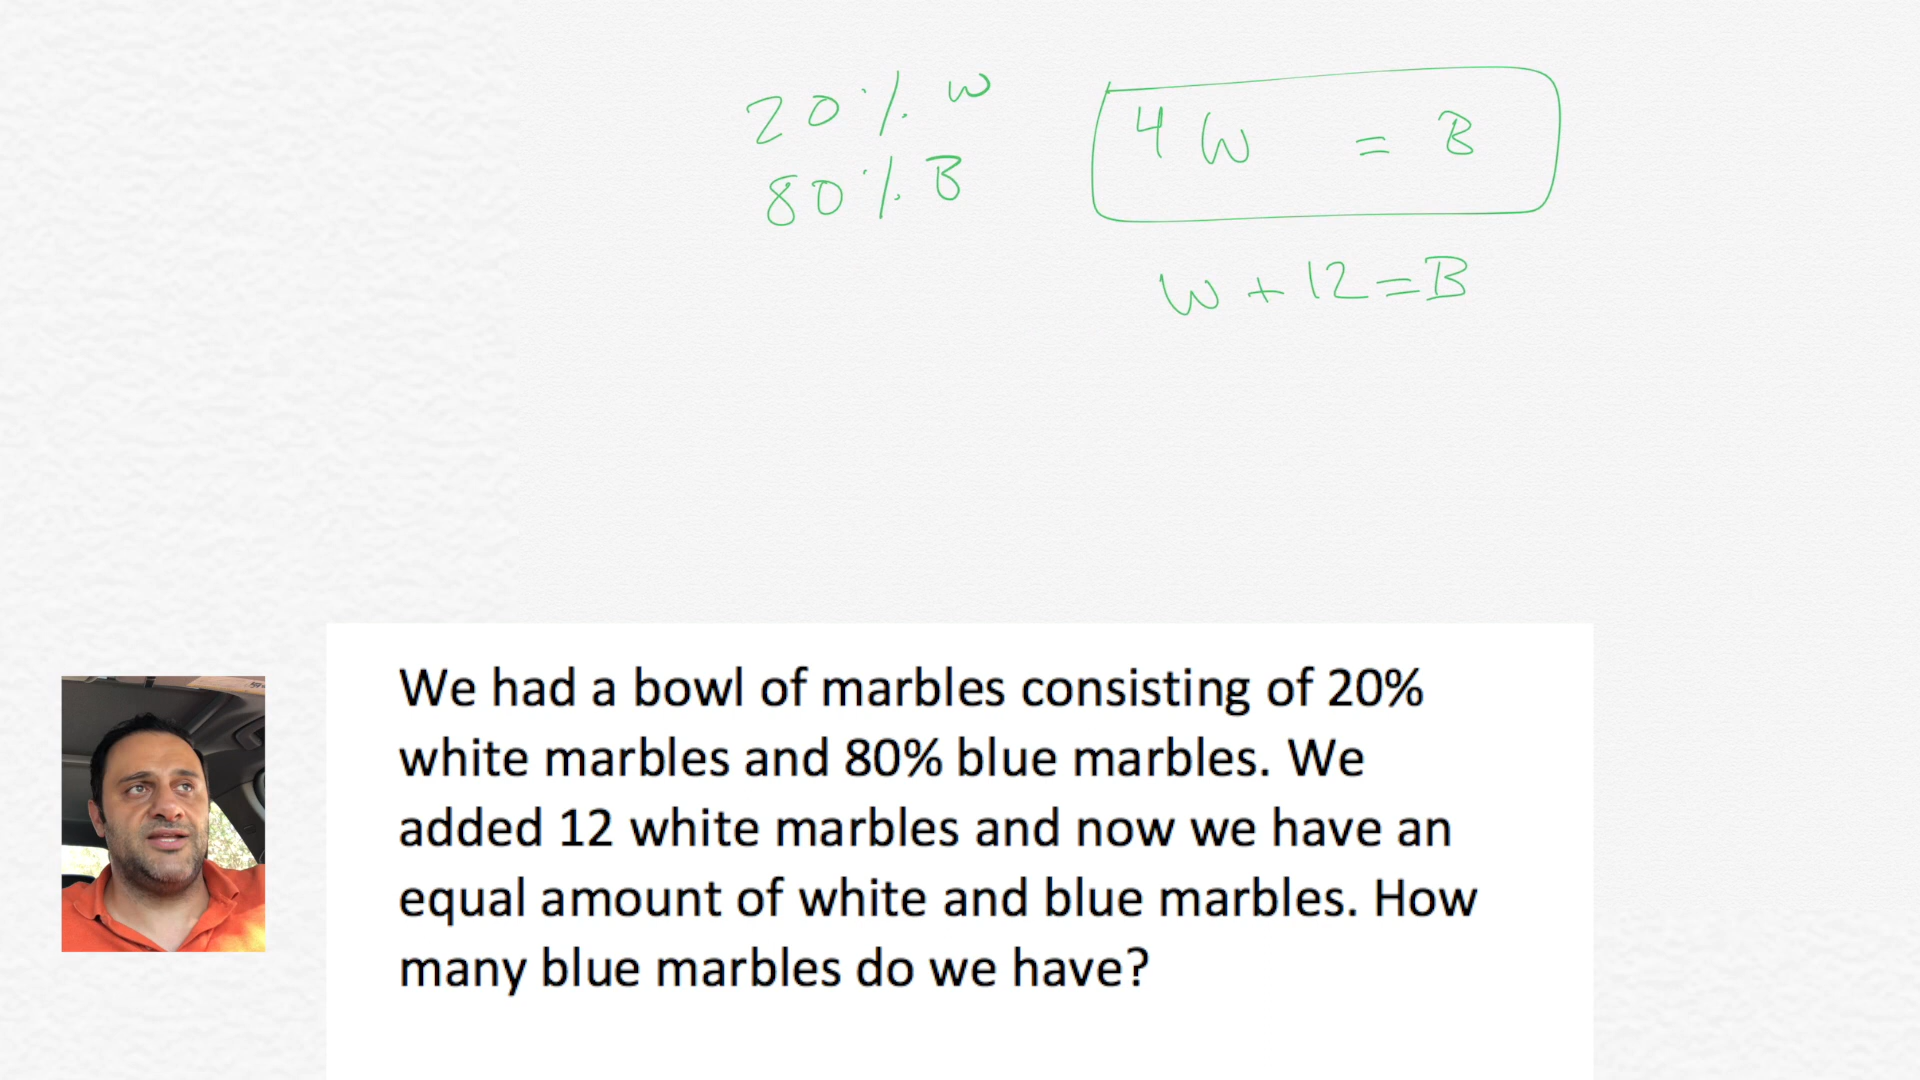 20% W
80% B
4W = B
W + 12 = B
We had a bowl of marbles consisting of 20%
white marbles and 80% blue marbles. We
added 12 white marbles and now we have an
equal amount of white and blue marbles. How
many blue marbles do we have?